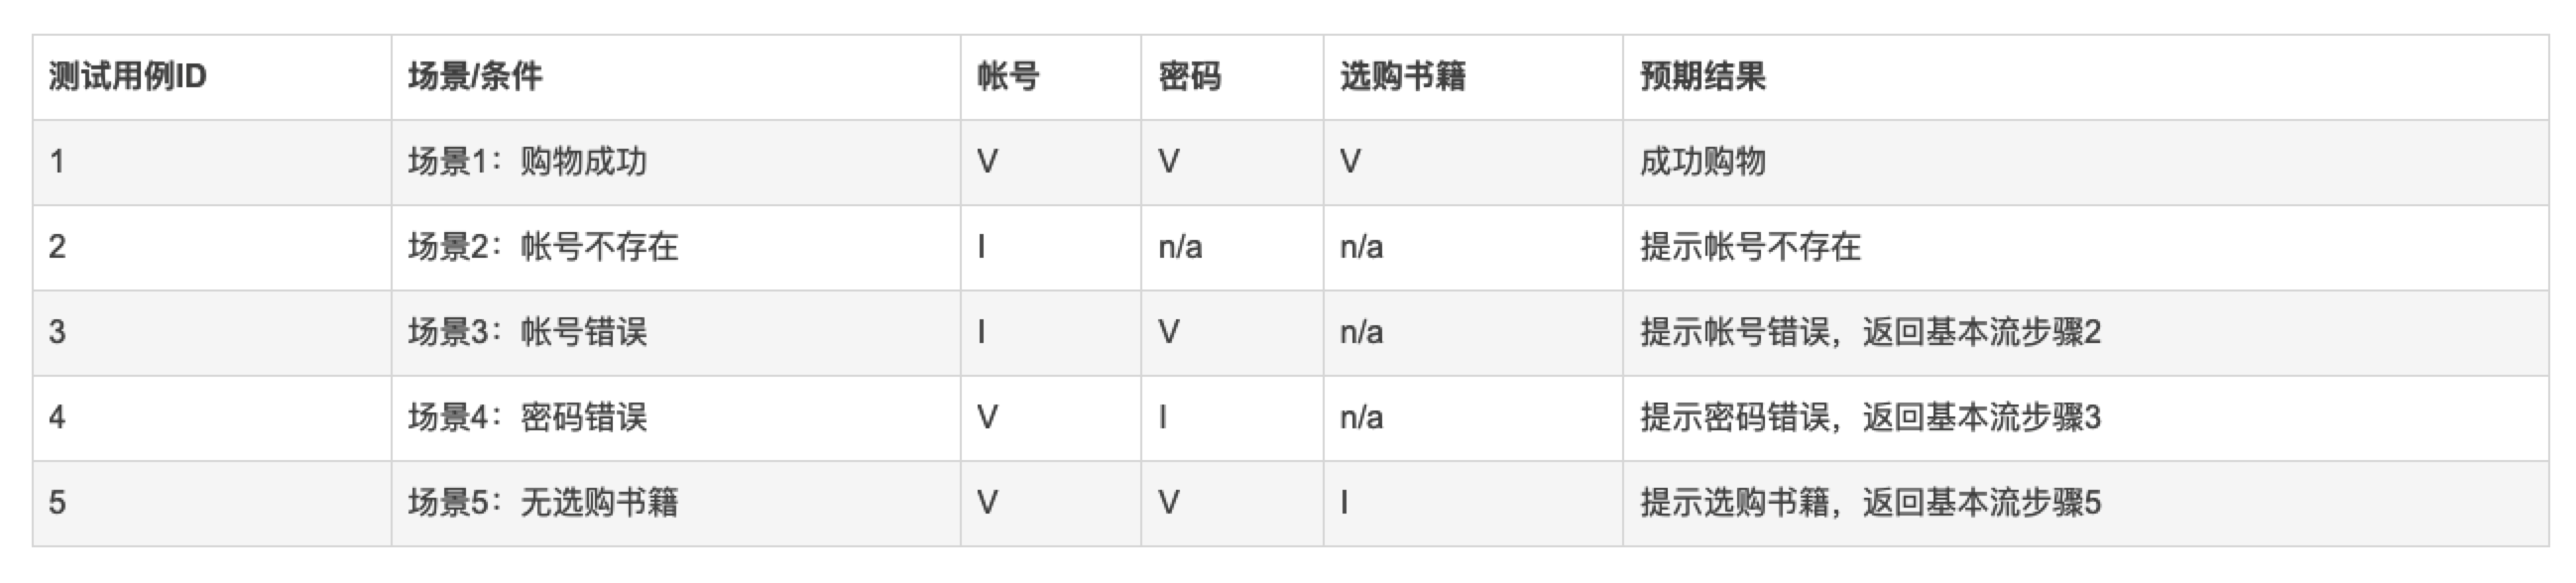 测试用例ID 场景/条件 帐号 密码 选购书籍 预期结果
1 场景1：购物成功 V V V 成功购物
2 场景2：帐号不存在 I n/a n/a 提示帐号不存在
3 场景3：帐号错误 I V n/a 提示帐号错误，返回基本流步骤2
4 场景4：密码错误 V I n/a 提示密码错误，返回基本流步骤3
5 场景5：无选购书籍 V V I 提示选购书籍，返回基本流步骤5